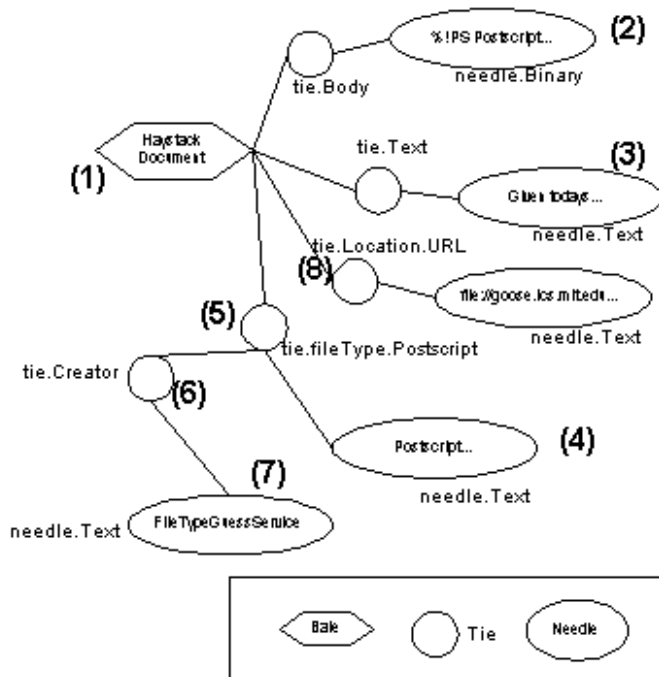 %!PS Postscript...
(2)
tie.Body
needle.Binary
Haystack
Document
(1)
tie.Text
(3)
Given todays...
needle.Text
tie.Location.URL
(8)
file://goose.lcs.mit.edu...
needle.Text
(5)
tie.fileType.Postscript
tie.Creator
(6)
Postscript...
(4)
needle.Text
(7)
needle.Text
FileTypeGuessService
Bale
Tie
Needle